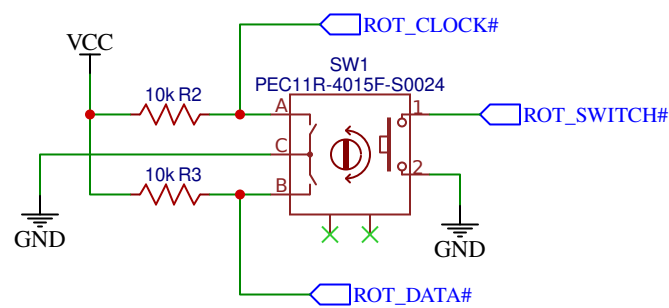 ROT_CLOCK#
VCC
SW1
PEC11R-4015F-S0024
10k R2
A
1
ROT_SWITCH#
C
10k R3
B
2
GND
GND
ROT_DATA#